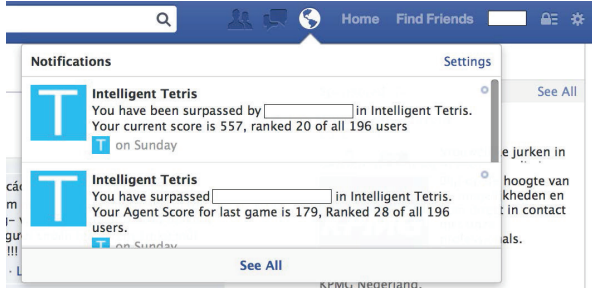 Home Find Friends
Notifications Settings
Intelligent Tetris
You have been surpassed by in Intelligent Tetris.
Your current score is 557, ranked 20 of all 196 users
T on Sunday
T
Intelligent Tetris
You have surpassed in Intelligent Tetris.
Your Agent Score for last game is 179, Ranked 28 of all 196
users.
T on Sunday
T
See All
See All
e jurken in
hoogte van
kheden en
t in contact
als.
KPMG Nederland.
các
m
g-
gu
!!!
· L